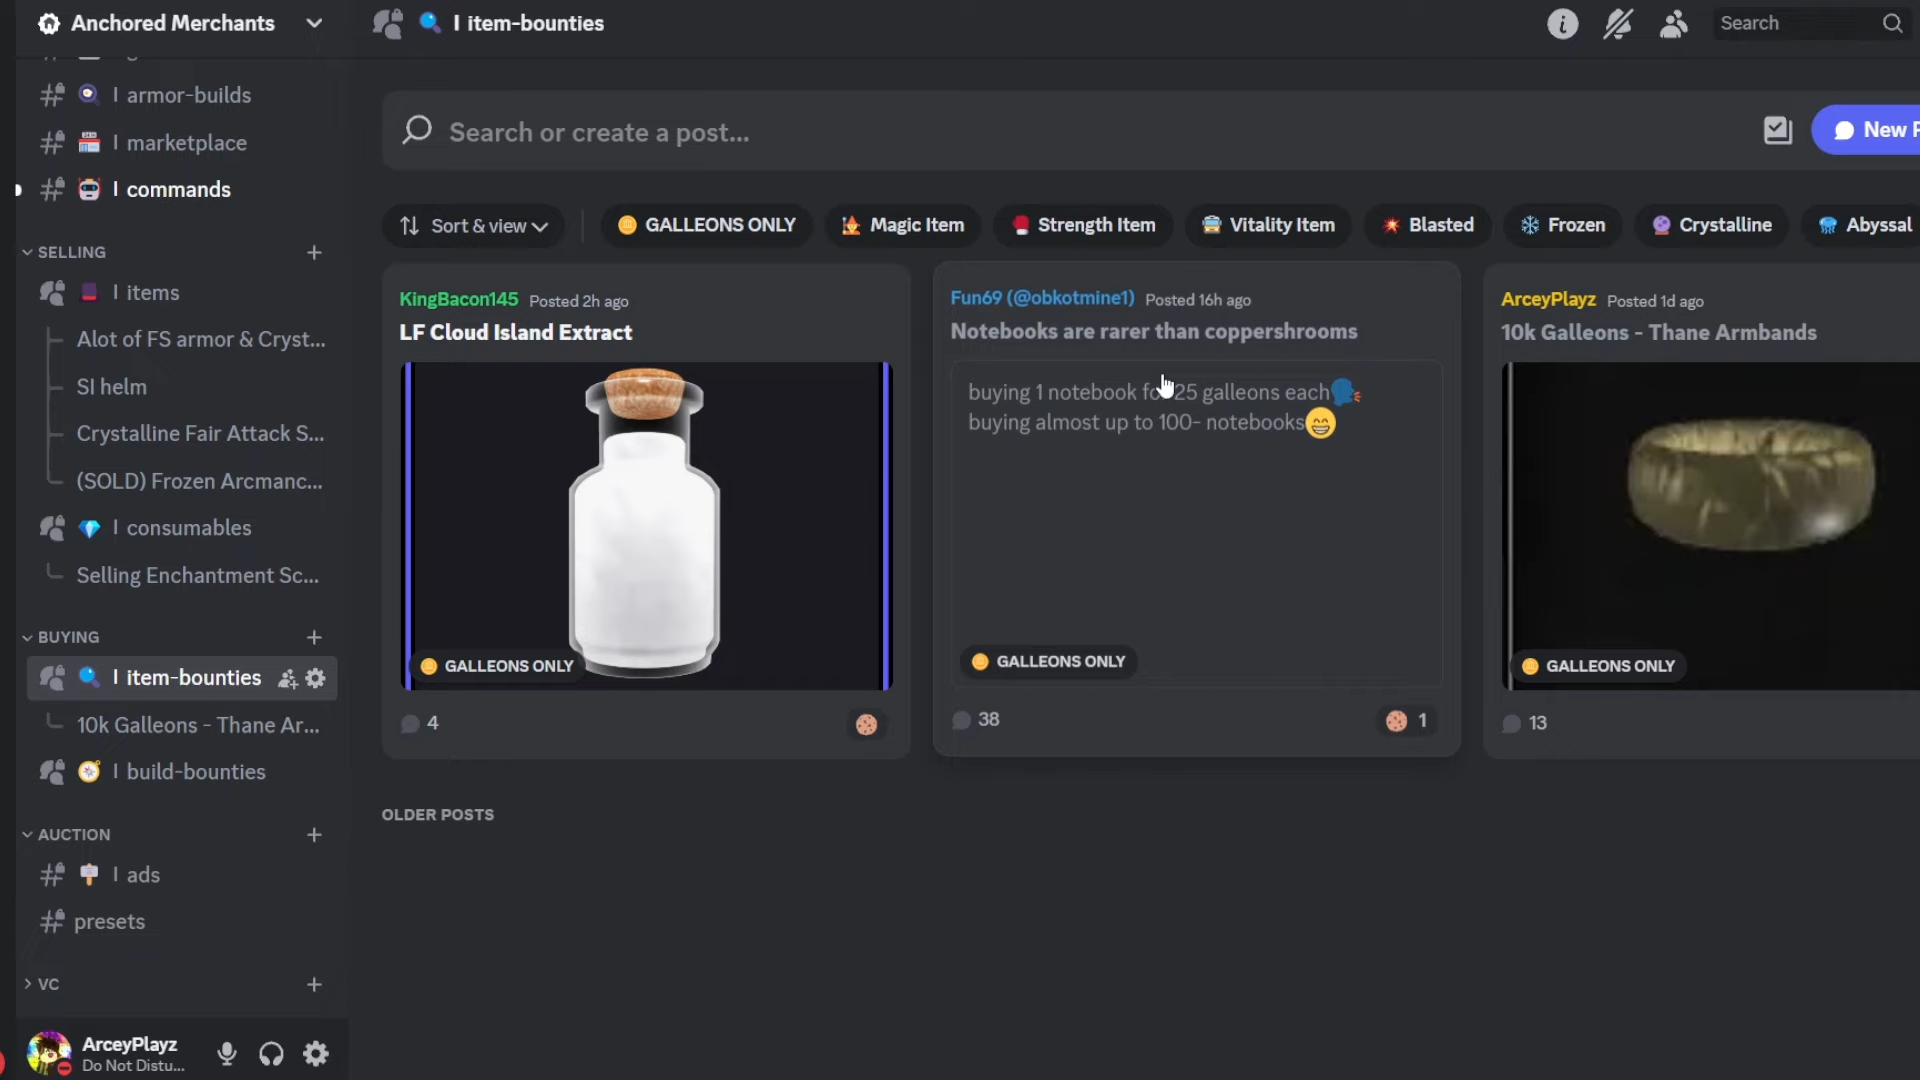 Anchored Merchants
I item-bounties
Search
I armor-builds
I marketplace
I commands
SELLING
I items
Alot of FS armor & Cryst...
SI helm
Crystalline Fair Attack S...
(SOLD) Frozen Arcmanc...
I consumables
Selling Enchantment Sc...
BUYING
I item-bounties
10k Galleons - Thane Ar...
I build-bounties
AUCTION
I ads
presets
VC
ArceyPlayz
Do Not Distu...
Search or create a post...
New P
Sort & view
GALLEONS ONLY
Magic Item
Strength Item
Vitality Item
Blasted
Frozen
Crystalline
Abyssal
KingBacon145 Posted 2h ago
LF Cloud Island Extract
GALLEONS ONLY
4
Fun69 (@obkotmine1) Posted 16h ago
Notebooks are rarer than coppershrooms
buying 1 notebook for 25 galleons each
buying almost up to 100- notebooks
GALLEONS ONLY
38
1
ArceyPlayz Posted 1d ago
10k Galleons - Thane Armbands
GALLEONS ONLY
13
OLDER POSTS